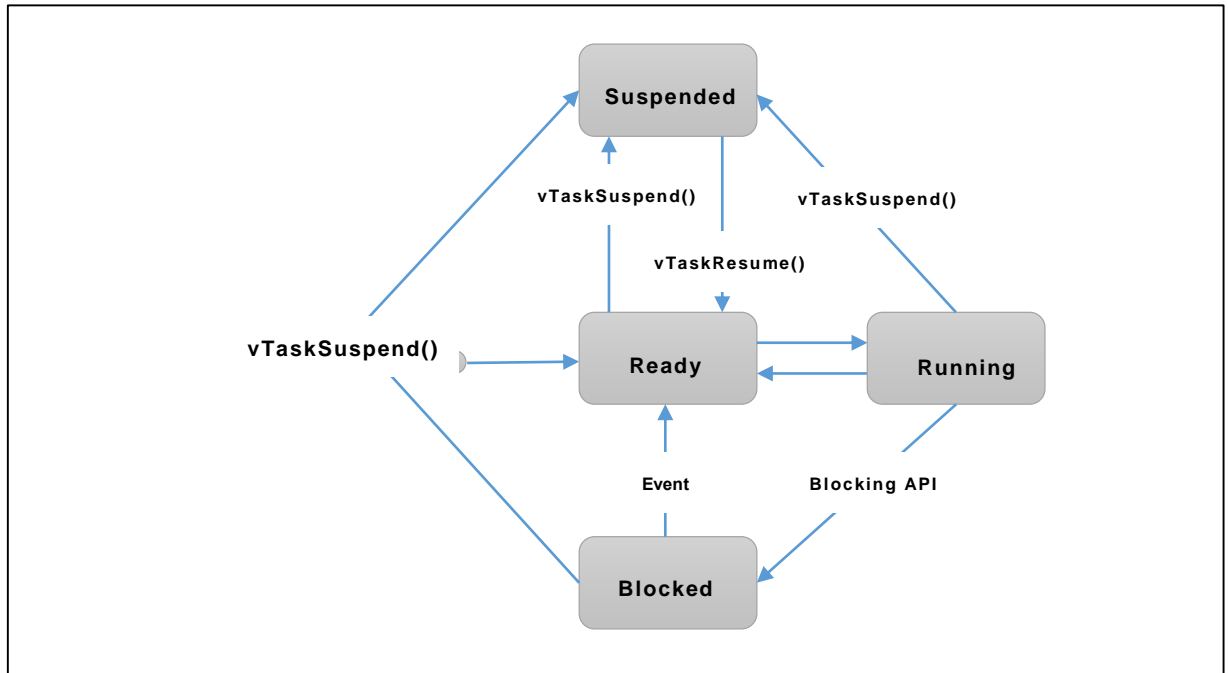 Suspended
vTaskSuspend()
vTaskSuspend()
vTaskResume()
vTaskSuspend()
Ready
Running
Event
Blocking API
Blocked